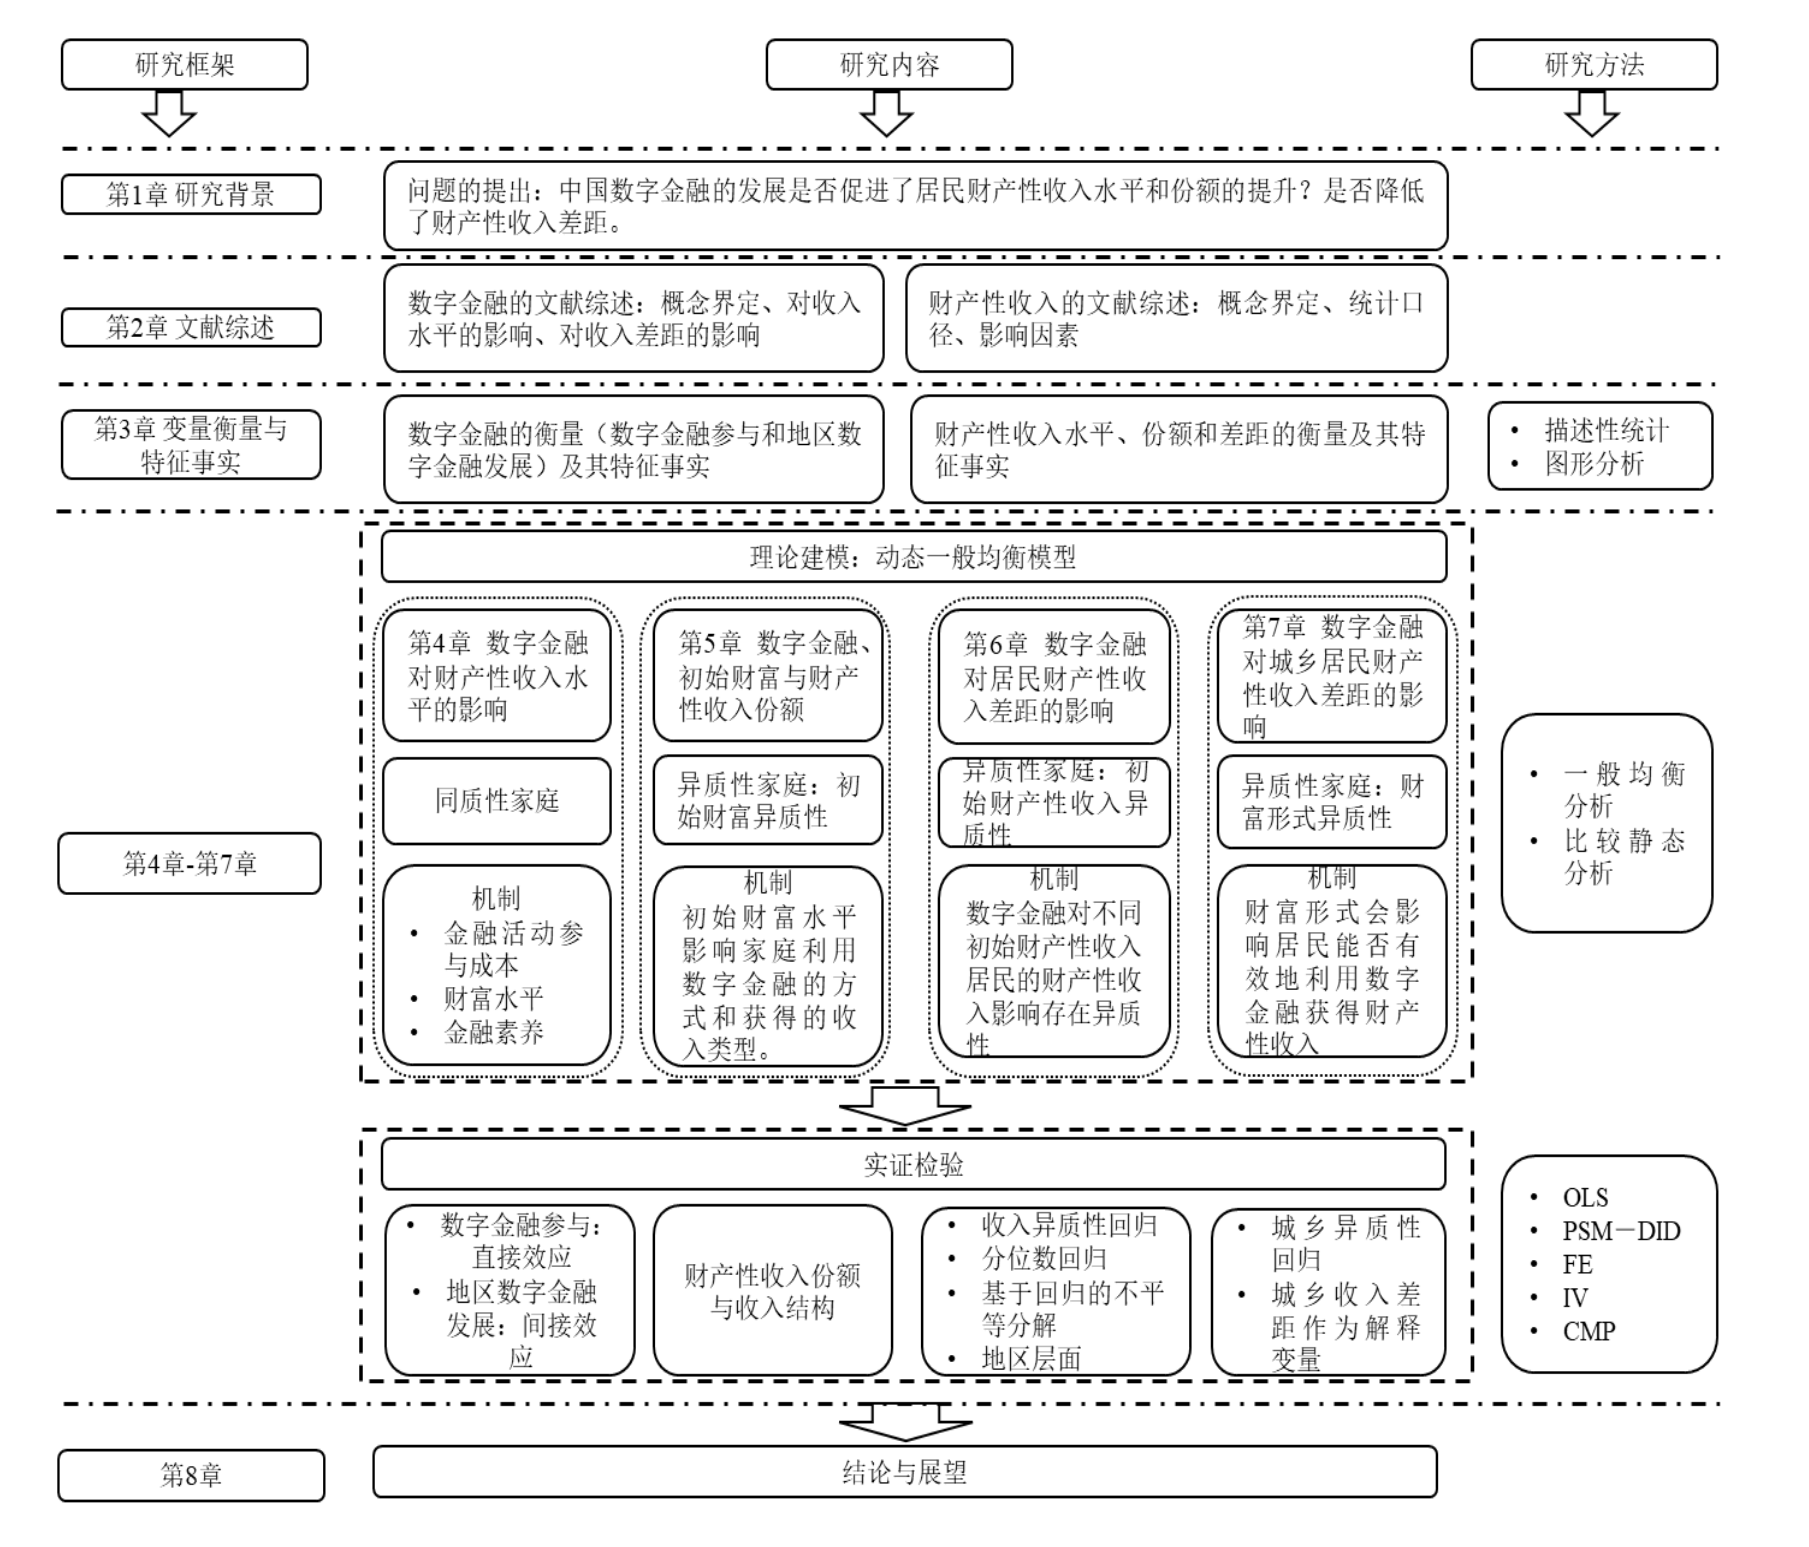 研究框架
研究内容
研究方法
第1章 研究背景
问题的提出：中国数字金融的发展是否促进了居民财产性收入水平和份额的提升？是否降低
了财产性收入差距。
第2章 文献综述
数字金融的文献综述：概念界定、对收入
水平的影响、对收入差距的影响
财产性收入的文献综述：概念界定、统计口
径、影响因素
第3章 变量衡量与
特征事实
数字金融的衡量（数字金融参与和地区数
字金融发展）及其特征事实
财产性收入水平、份额和差距的衡量及其特
征事实
• 描述性统计
• 图形分析
第4章-第7章
理论建模：动态一般均衡模型
第4章 数字金融
对财产性收入水
平的影响
同质性家庭
机制
• 金融活动参
与成本
• 财富水平
• 金融素养
第5章 数字金融、
初始财富与财产
性收入份额
异质性家庭：初
始财富异质性
机制
初始财富水平
影响家庭利用
数字金融的方
式和获得的收
入类型。
第6章 数字金融
对居民财产性收
入差距的影响
异质性家庭：初
始财产性收入异
质性
机制
数字金融对不同
初始财产性收入
居民的财产性收
入影响存在异质
性
第7章 数字金融
对城乡居民财产
性收入差距的影
响
异质性家庭：财
富形式异质性
机制
财富形式会影
响居民能否有
效地利用数字
金融获得财产
性收入
• 一般均衡
分析
• 比较静态
分析
实证检验
• 数字金融参与：
直接效应
• 地区数字金融
发展：间接效
应
财产性收入份额
与收入结构
• 收入异质性回归
• 分位数回归
• 基于回归的不平
等分解
• 地区层面
• 城乡异质性
回归
• 城乡收入差
距作为解释
变量
• OLS
• PSM－DID
• FE
• IV
• CMP
第8章
结论与展望